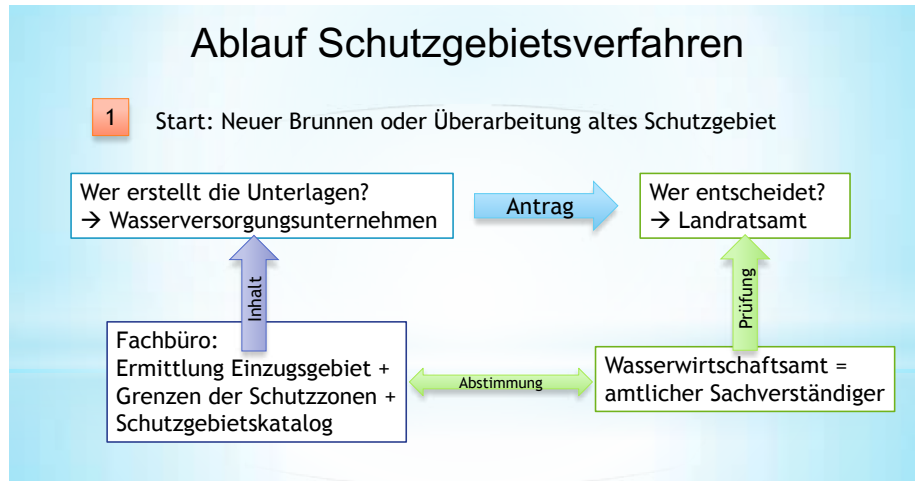 Ablauf Schutzgebietsverfahren
1
Start: Neuer Brunnen oder Überarbeitung altes Schutzgebiet
Wer erstellt die Unterlagen?
→ Wasserversorgungsunternehmen
Antrag
Wer entscheidet?
→ Landratsamt
Inhalt
Prüfung
Fachbüro:
Ermittlung Einzugsgebiet +
Grenzen der Schutzzonen +
Schutzgebietskatalog
Abstimmung
Wasserwirtschaftsamt =
amtlicher Sachverständiger